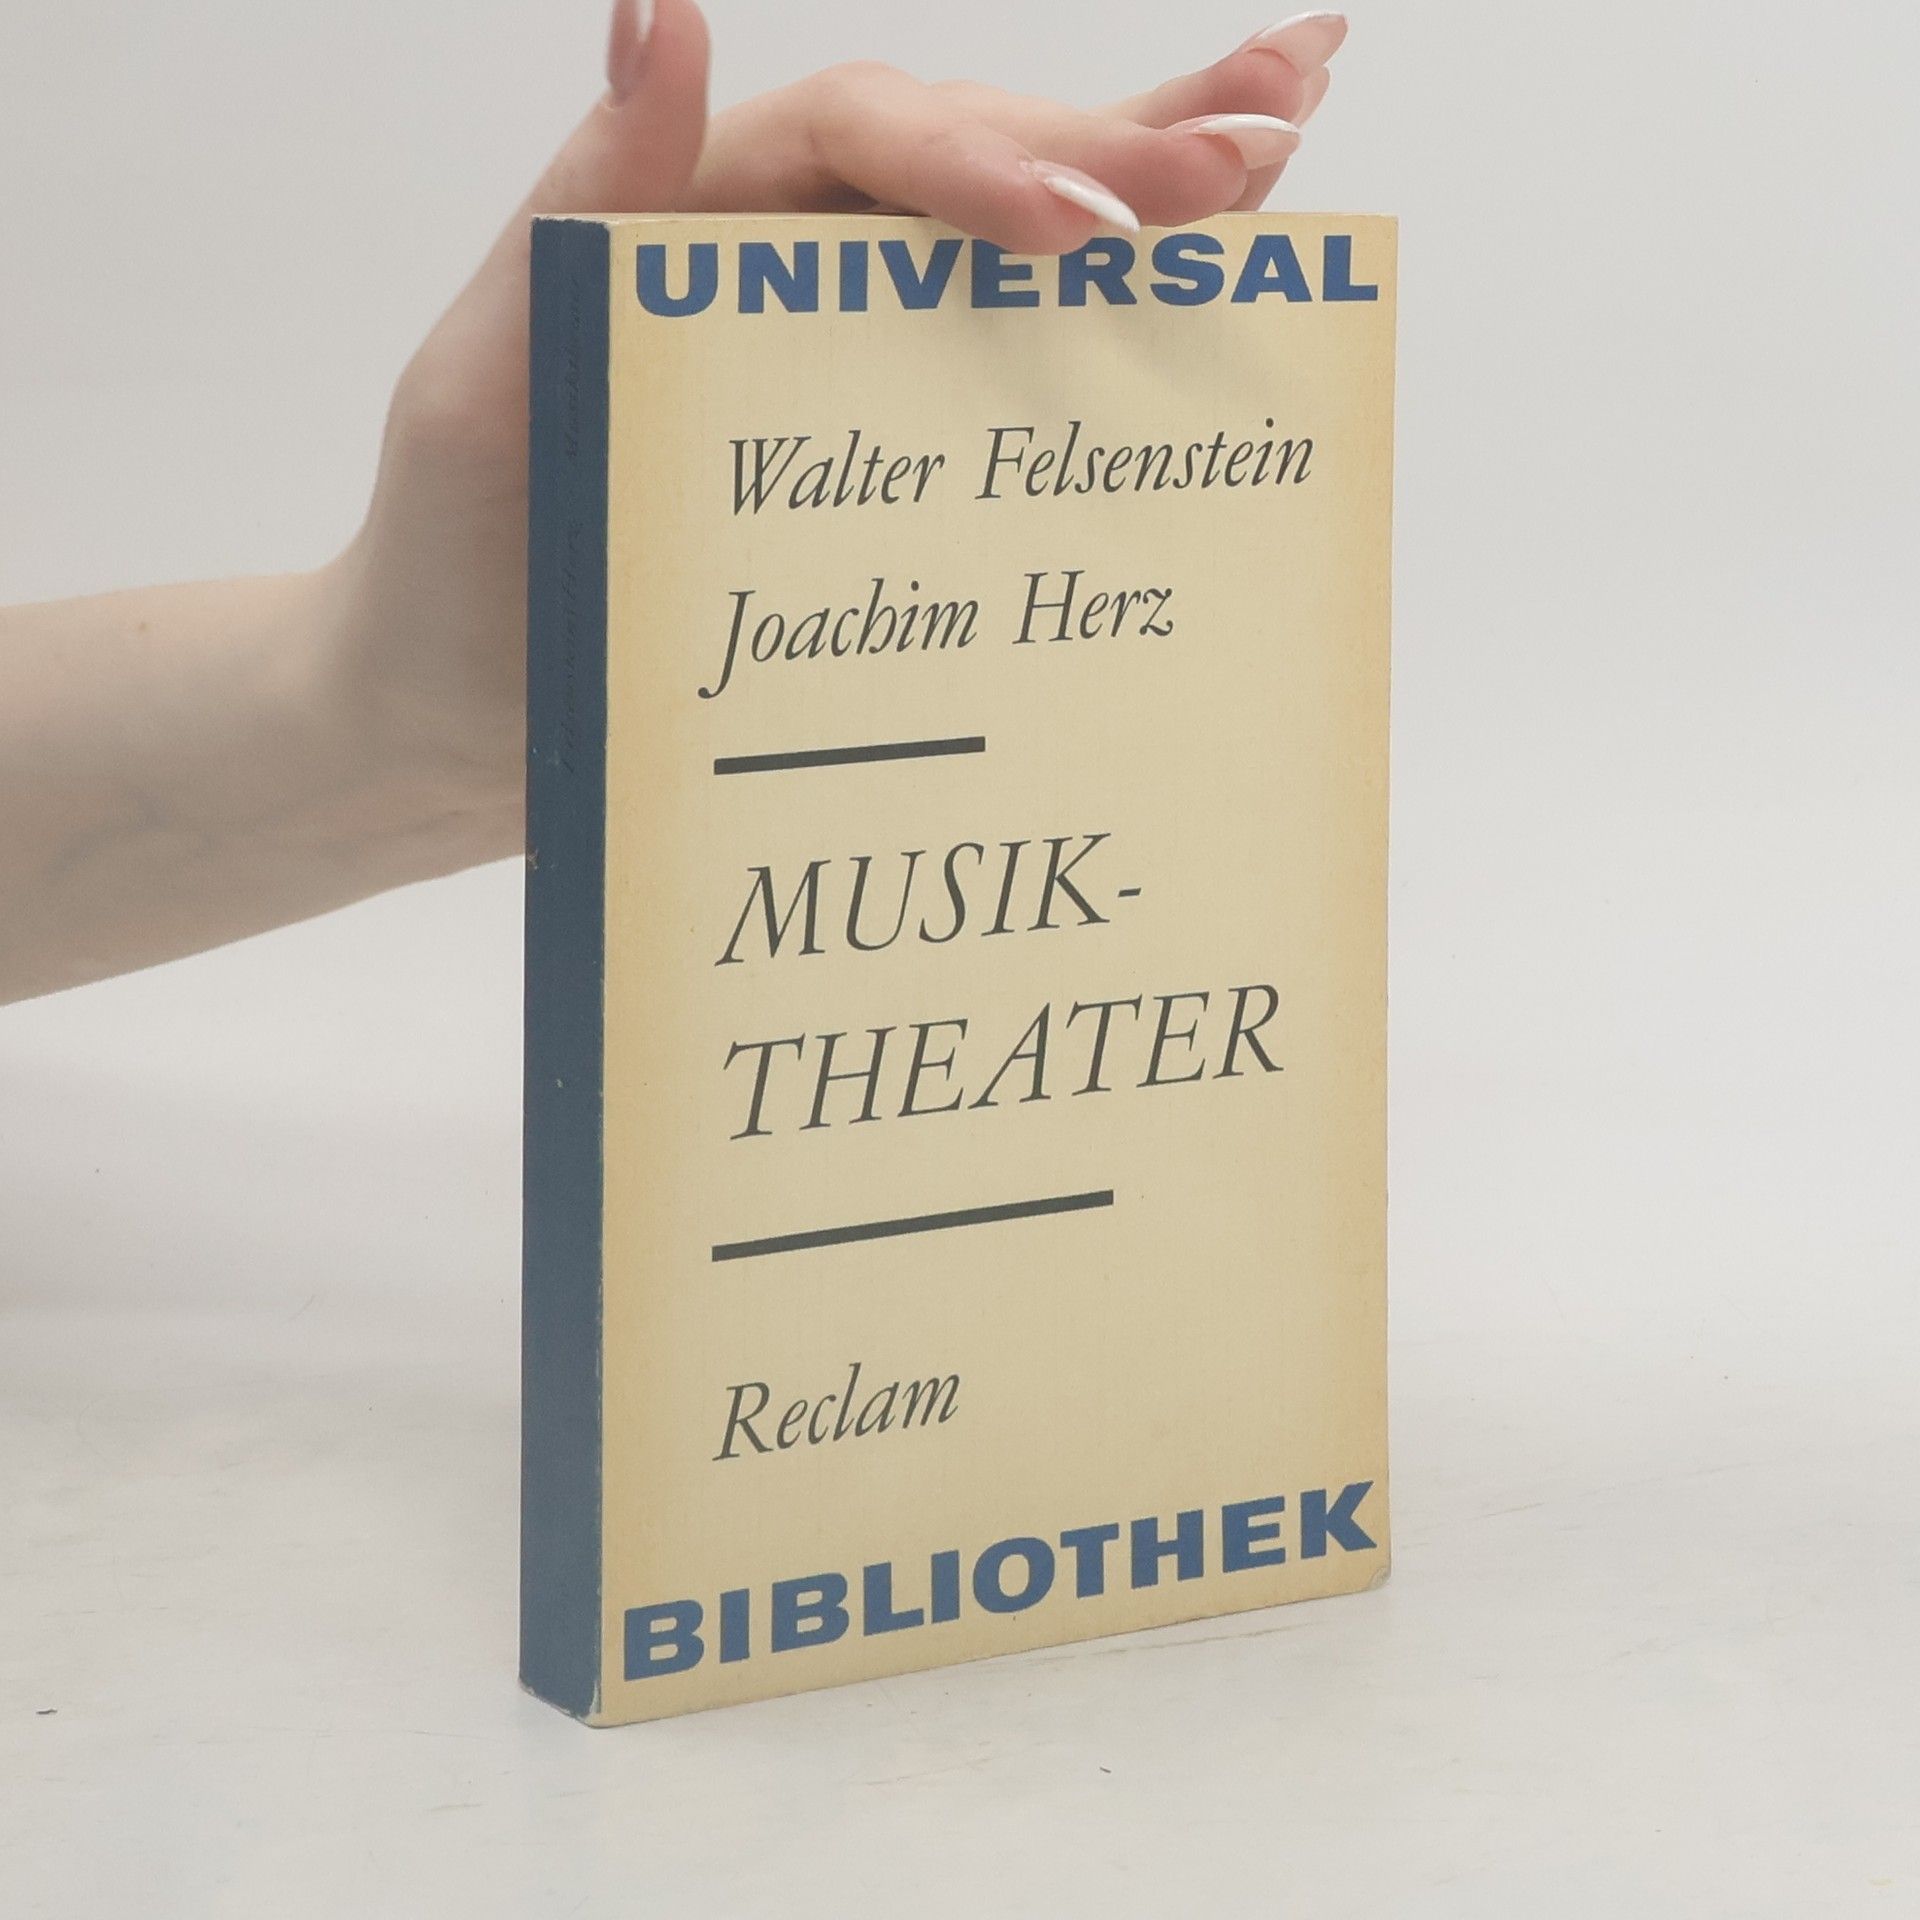 UNIVERSAL
Walter Felsenstein
Joachim Herz
MUSIK-
THEATER
Reclam
BIBLIOTHEK